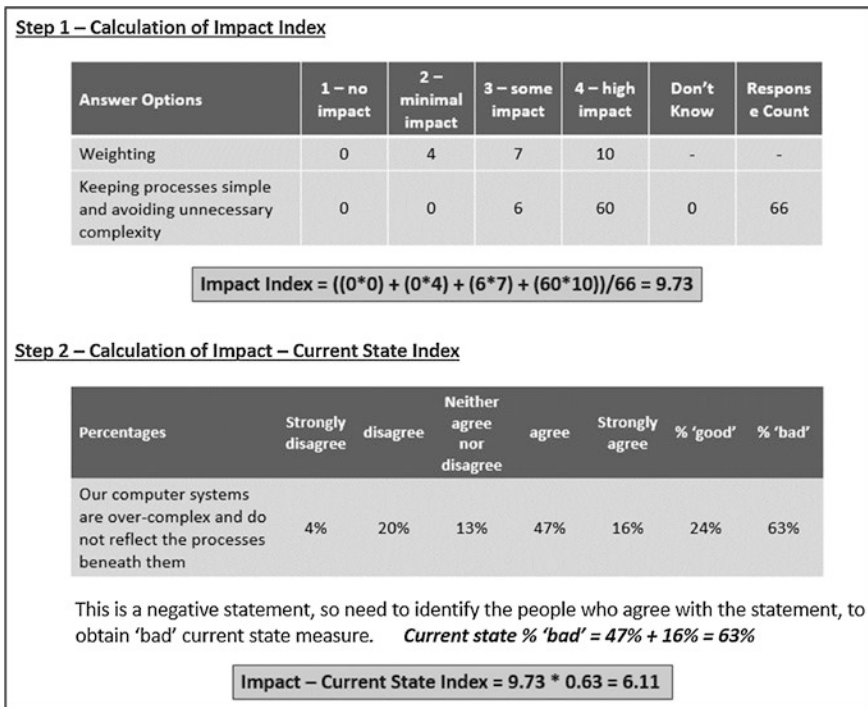 Step 1 – Calculation of Impact Index
Answer Options
1 – no
impact
2 –
minimal
impact
3 – some
impact
4 – high
impact
Don't
Know
Respons
e Count
Weighting 0 4 7 10 - -
Keeping processes simple
and avoiding unnecessary
complexity
0 0 6 60 0 66
Impact Index = ((0*0) + (0*4) + (6*7) + (60*10))/66 = 9.73
Step 2 – Calculation of Impact – Current State Index
Percentages
Strongly
disagree
disagree
Neither
agree
nor
disagree
agree
Strongly
agree
% 'good'
% 'bad'
Our computer systems
are over-complex and do
not reflect the processes
beneath them
4% 20% 13% 47% 16% 24% 63%
This is a negative statement, so need to identify the people who agree with the statement, to
obtain 'bad' current state measure. Current state % 'bad' = 47% + 16% = 63%
Impact – Current State Index = 9.73 * 0.63 = 6.11